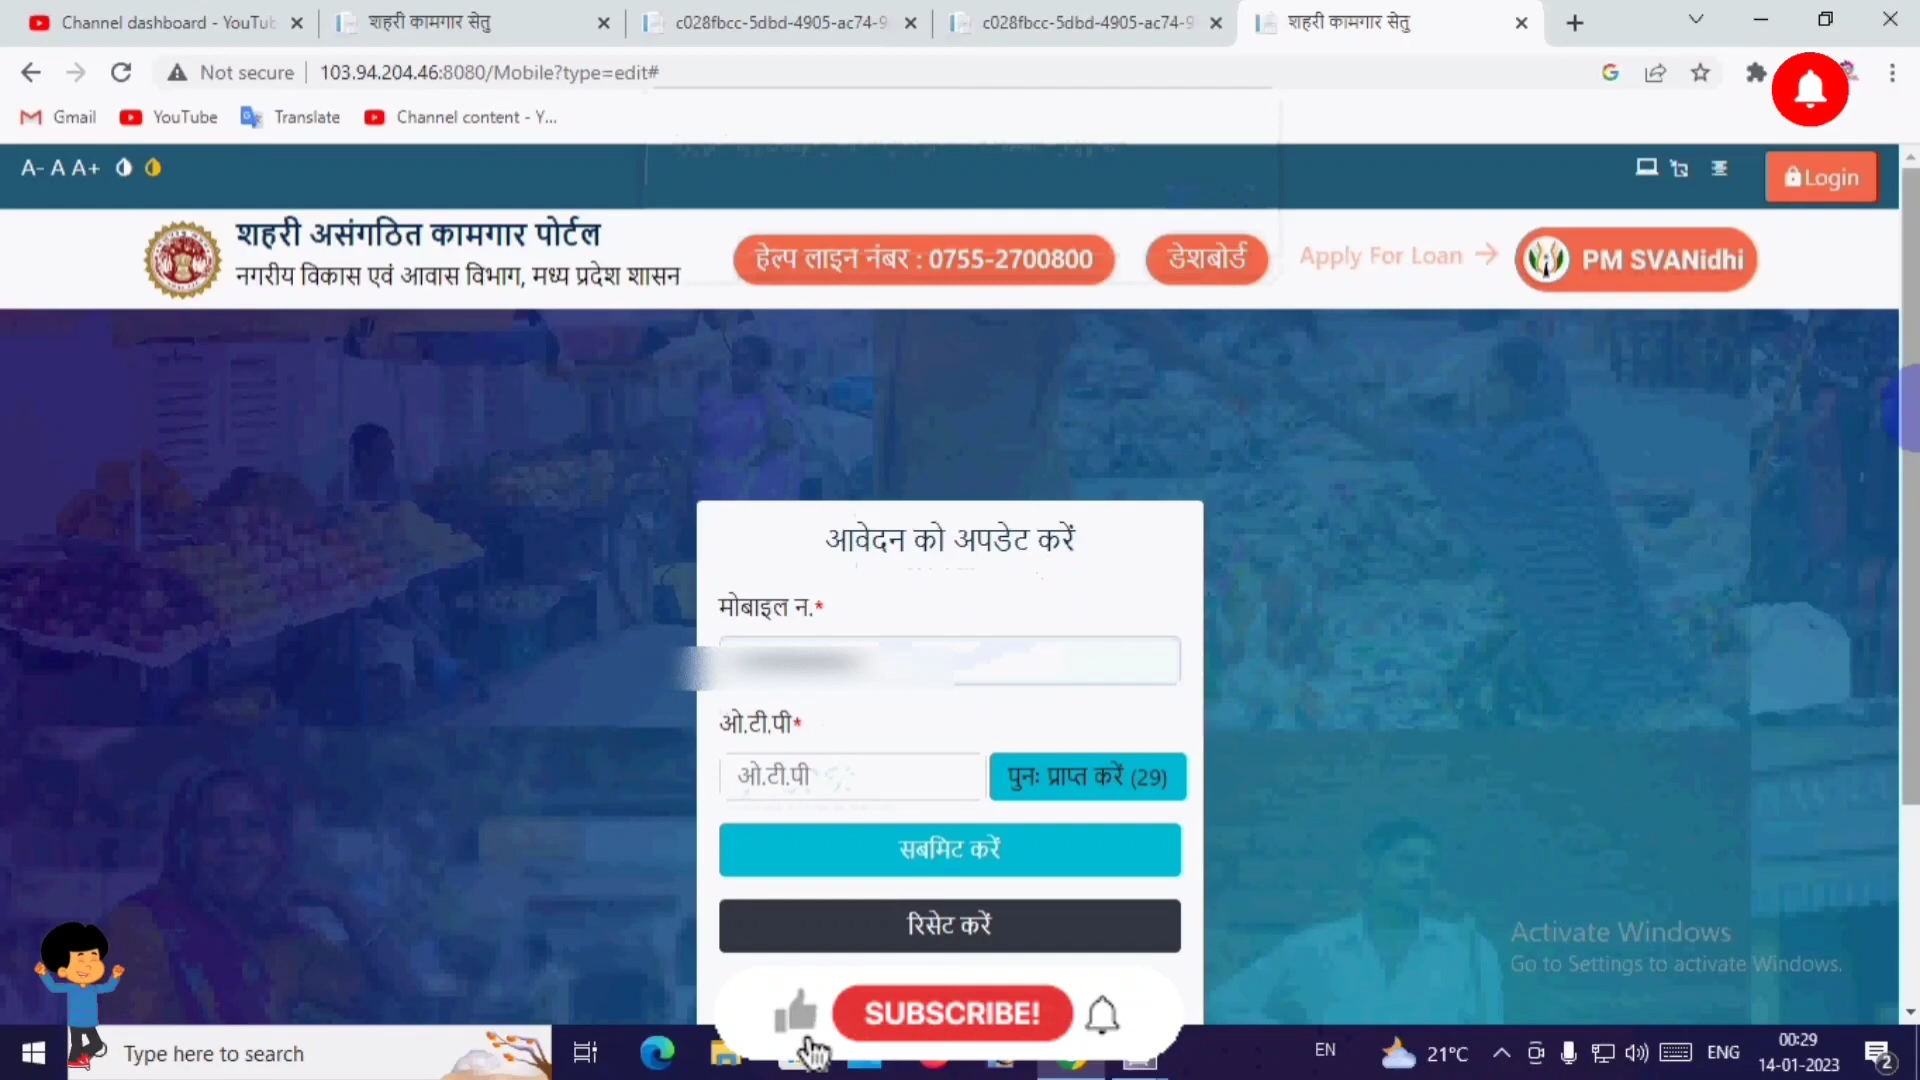 Channel dashboard - YouTub
शहरी कामगार सेतु
c028fbcc-5dbd-4905-ac74-9
c028fbcc-5dbd-4905-ac74-9
शहरी कामगार सेतु
Not secure
103.94.204.46:8080/Mobile?type=edit#
Gmail
YouTube
Translate
Channel content - Y...
A- A A+
Login
शहरी असंगठित कामगार पोर्टल
नगरीय विकास एवं आवास विभाग, मध्य प्रदेश शासन
हेल्प लाइन नंबर : 0755-2700800
डेशबोर्ड
Apply For Loan →
PM SVANidhi
आवेदन को अपडेट करें
मोबाइल न.*
ओ.टी.पी*
ओ.टी.पी
पुनः प्राप्त करें (29)
सबमिट करें
रिसेट करें
Activate Windows
Go to Settings to activate Windows.
SUBSCRIBE!
Type here to search
EN
21°C
ENG
00:29
14-01-2023
2